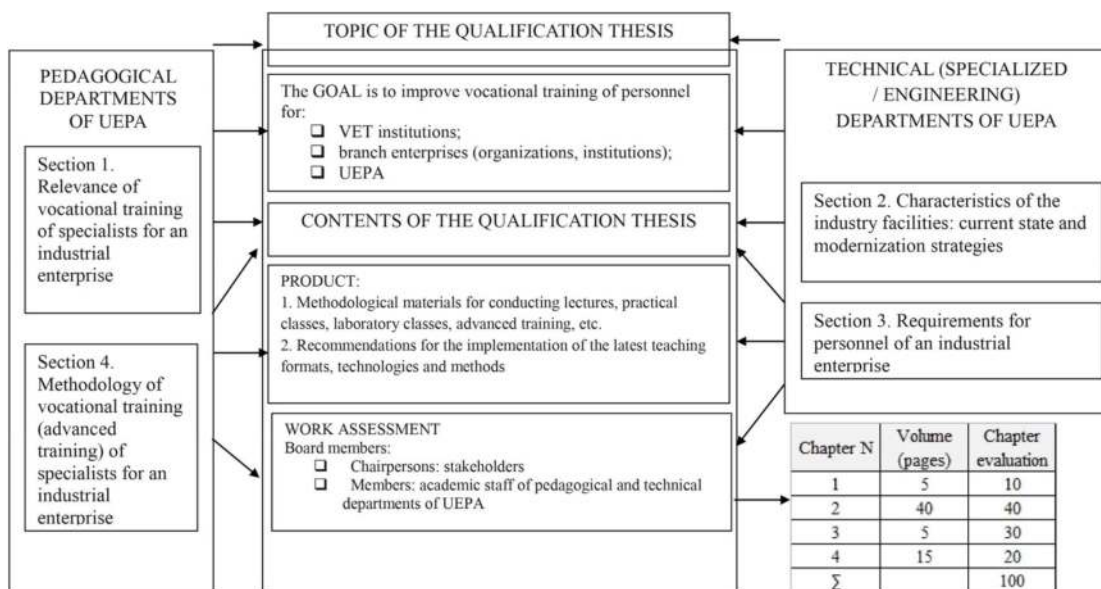 TOPIC OF THE QUALIFICATION THESIS
PEDAGOGICAL
DEPARTMENTS
OF UEPA
Section 1.
Relevance of
vocational training
of specialists for an
industrial
enterprise
Section 4.
Methodology of
vocational training
(advanced
training) of
specialists for an
industrial
enterprise
The GOAL is to improve vocational training of personnel
for:
❑ VET institutions;
❑ branch enterprises (organizations, institutions);
❑ UEPA
CONTENTS OF THE QUALIFICATION THESIS
PRODUCT:
1. Methodological materials for conducting lectures, practical
classes, laboratory classes, advanced training, etc.
2. Recommendations for the implementation of the latest teaching
formats, technologies and methods
WORK ASSESSMENT
Board members:
❑ Chairpersons: stakeholders
❑ Members: academic staff of pedagogical and technical
departments of UEPA
TECHNICAL (SPECIALIZED
/ ENGINEERING)
DEPARTMENTS OF UEPA
Section 2. Characteristics of the
industry facilities: current state and
modernization strategies
Section 3. Requirements for
personnel of an industrial
enterprise
Chapter N Volume (pages) Chapter evaluation
1 5 10
2 40 40
3 5 30
4 15 20
∑ 100